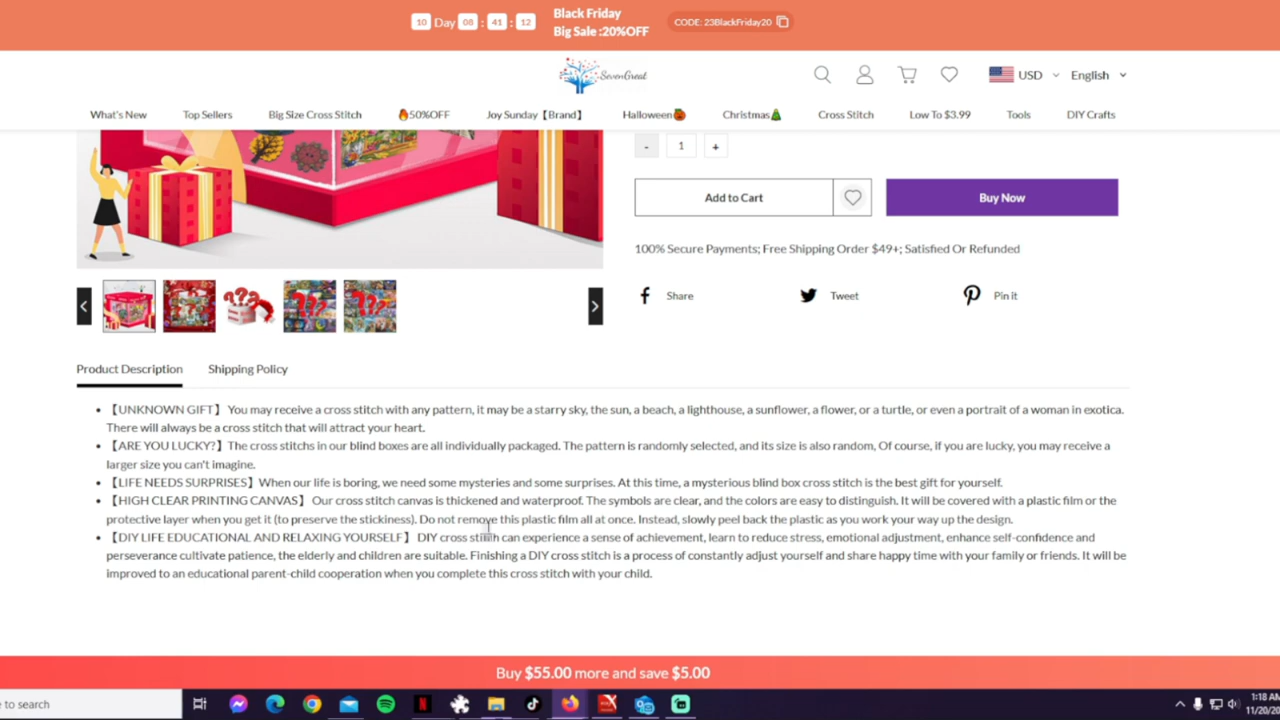 10 Day 08 : 41 : 12
Black Friday
Big Sale :20%OFF
CODE: 23BlackFriday20
SevenGreat
USD
English
What's New
Top Sellers
Big Size Cross Stitch
🔥50%OFF
Joy Sunday【Brand】
Halloween🎃
Christmas🎄
Cross Stitch
Low To $3.99
Tools
DIY Crafts
- 1 +
Add to Cart
Buy Now
100% Secure Payments; Free Shipping Order $49+; Satisfied Or Refunded
Share
Tweet
Pin it
???
Product Description
Shipping Policy
• 【UNKNOWN GIFT】You may receive a cross stitch with any pattern, it may be a starry sky, the sun, a beach, a lighthouse, a sunflower, a flower, or a turtle, or even a portrait of a woman in exotica.
There will always be a cross stitch that will attract your heart.
• 【ARE YOU LUCKY?】The cross stitchs in our blind boxes are all individually packaged. The pattern is randomly selected, and its size is also random, Of course, if you are lucky, you may receive a
larger size you can't imagine.
• 【LIFE NEEDS SURPRISES】When our life is boring, we need some mysteries and some surprises. At this time, a mysterious blind box cross stitch is the best gift for yourself.
• 【HIGH CLEAR PRINTING CANVAS】Our cross stitch canvas is thickened and waterproof. The symbols are clear, and the colors are easy to distinguish. It will be covered with a plastic film or the
protective layer when you get it (to preserve the stickiness). Do not remove this plastic film all at once. Instead, slowly peel back the plastic as you work your way up the design.
• 【DIY LIFE EDUCATIONAL AND RELAXING YOURSELF】DIY cross stitch can experience a sense of achievement, learn to reduce stress, emotional adjustment, enhance self-confidence and
perseverance cultivate patience, the elderly and children are suitable. Finishing a DIY cross stitch is a process of constantly adjust yourself and share happy time with your family or friends. It will be
improved to an educational parent-child cooperation when you complete this cross stitch with your child.
Buy $55.00 more and save $5.00
e to search
1:18 AM
11/20/20